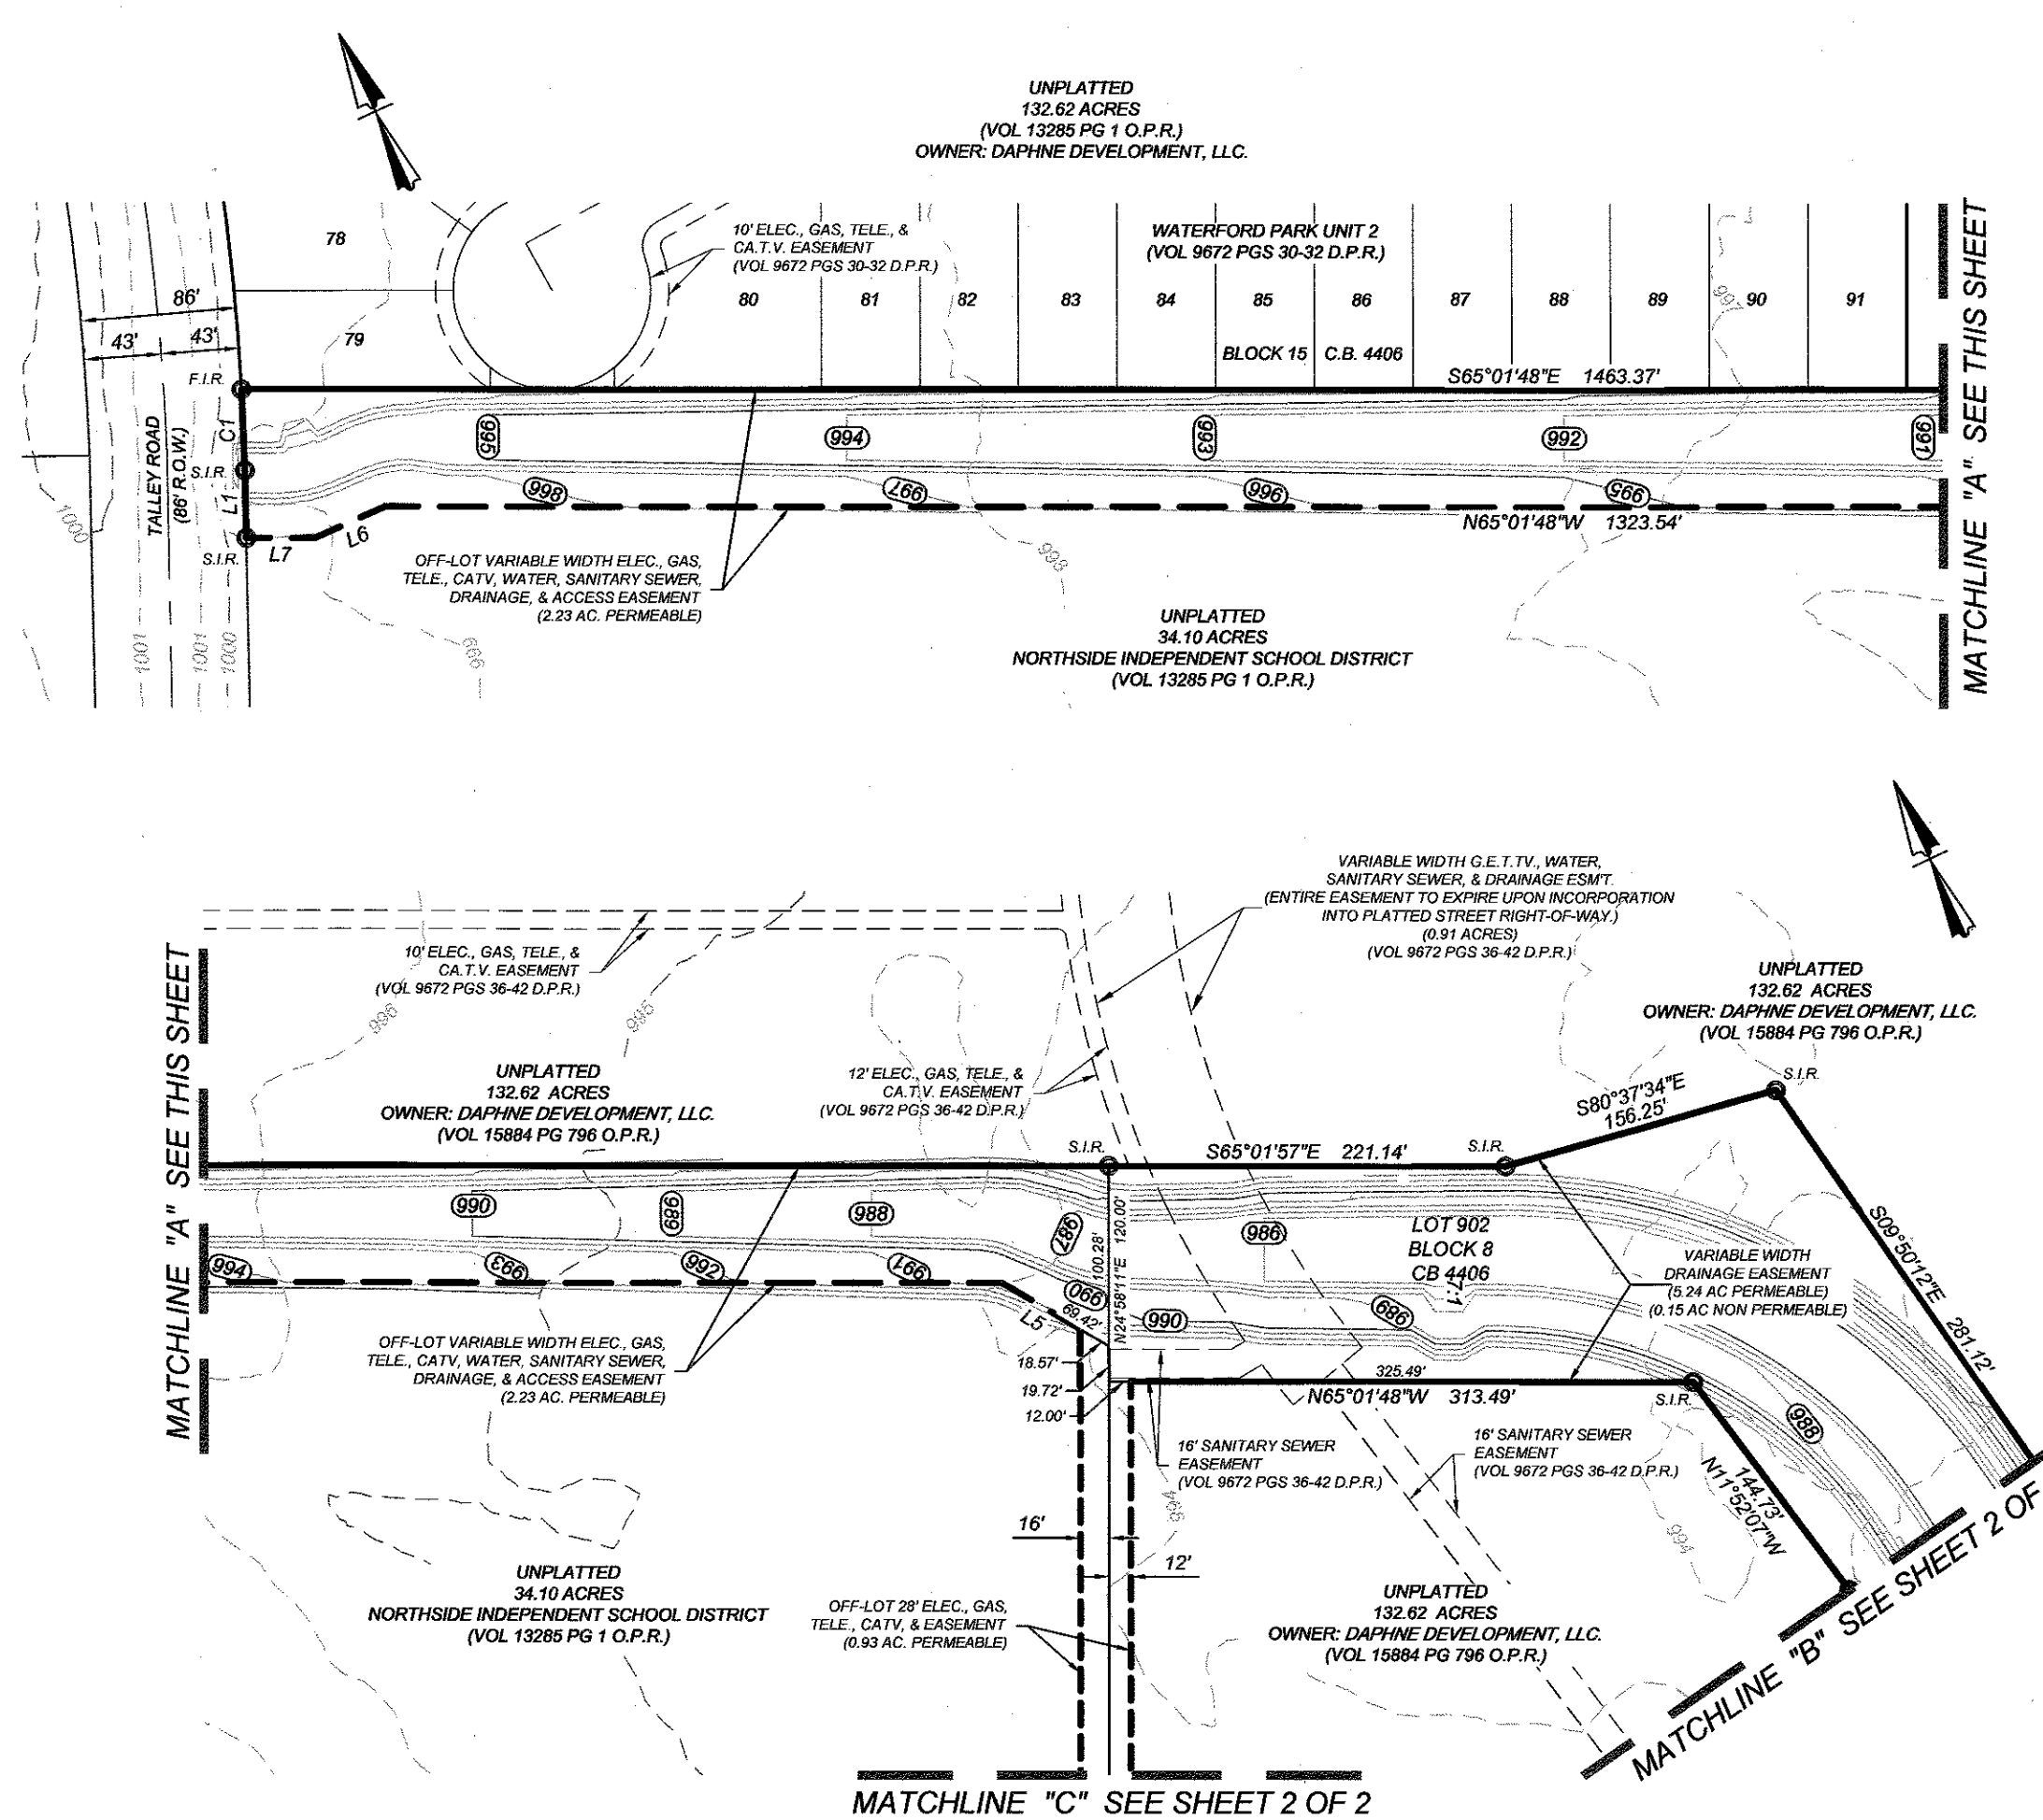 UNPLATTED
132.62 ACRES
(VOL 13285 PG 1 O.P.R.)
OWNER: DAPHNE DEVELOPMENT, LLC.
78
10' ELEC., GAS, TELE., &
CA.T.V. EASEMENT
(VOL 9672 PGS 30-32 D.P.R.)
WATERFORD PARK UNIT 2
(VOL 9672 PGS 30-32 D.P.R.)
86'
43'
43'
79
80
81
82
83
84
85
86
87
88
89
90
91
997
BLOCK 15
C.B. 4406
F.I.R.
S65°01'48"E 1463.37'
C1
S.I.R.
L1
S.I.R.
TALLEY ROAD
(86' R.O.W.)
995
994
993
992
991
998
997
996
995
L7
L6
N65°01'48"W 1323.54'
1000
1001
1001
1000
999
998
OFF-LOT VARIABLE WIDTH ELEC., GAS,
TELE., CATV, WATER, SANITARY SEWER,
DRAINAGE, & ACCESS EASEMENT
(2.23 AC. PERMEABLE)
UNPLATTED
34.10 ACRES
NORTHSIDE INDEPENDENT SCHOOL DISTRICT
(VOL 13285 PG 1 O.P.R.)
MATCHLINE "A" SEE THIS SHEET
VARIABLE WIDTH G.E.T.TV., WATER,
SANITARY SEWER, & DRAINAGE ESM'T.
(ENTIRE EASEMENT TO EXPIRE UPON INCORPORATION
INTO PLATTED STREET RIGHT-OF-WAY.)
(0.91 ACRES)
(VOL 9672 PGS 36-42 D.P.R.)
10' ELEC., GAS, TELE., &
CA.T.V. EASEMENT
(VOL 9672 PGS 36-42 D.P.R.)
996
995
UNPLATTED
132.62 ACRES
OWNER: DAPHNE DEVELOPMENT, LLC.
(VOL 15884 PG 796 O.P.R.)
MATCHLINE "A" SEE THIS SHEET
UNPLATTED
132.62 ACRES
OWNER: DAPHNE DEVELOPMENT, LLC.
(VOL 15884 PG 796 O.P.R.)
12' ELEC., GAS, TELE., &
CA.T.V. EASEMENT
(VOL 9672 PGS 36-42 D.P.R.)
S.I.R.
S80°37'34"E
156.25'
S.I.R.
S65°01'57"E 221.14'
S.I.R.
990
989
988
987
986
LOT 902
BLOCK 8
CB 4406
7:1
VARIABLE WIDTH
DRAINAGE EASEMENT
(5.24 AC PERMEABLE)
(0.15 AC NON PERMEABLE)
S09°50'12"E 281.12'
994
993
992
991
990
990
989
988
100.28'
N24°58'11"E 120.00'
69.42'
L5
18.57'
19.72'
12.00'
325.49'
N65°01'48"W 313.49'
S.I.R.
OFF-LOT VARIABLE WIDTH ELEC., GAS,
TELE., CATV, WATER, SANITARY SEWER,
DRAINAGE, & ACCESS EASEMENT
(2.23 AC. PERMEABLE)
16' SANITARY SEWER
EASEMENT
(VOL 9672 PGS 36-42 D.P.R.)
16' SANITARY SEWER
EASEMENT
(VOL 9672 PGS 36-42 D.P.R.)
144.73'
N11°52'07"W
994
994
16'
12'
UNPLATTED
34.10 ACRES
NORTHSIDE INDEPENDENT SCHOOL DISTRICT
(VOL 13285 PG 1 O.P.R.)
OFF-LOT 28' ELEC., GAS,
TELE., CATV, & EASEMENT
(0.93 AC. PERMEABLE)
UNPLATTED
132.62 ACRES
OWNER: DAPHNE DEVELOPMENT, LLC.
(VOL 15884 PG 796 O.P.R.)
MATCHLINE "B" SEE SHEET 2 OF
MATCHLINE "C" SEE SHEET 2 OF 2